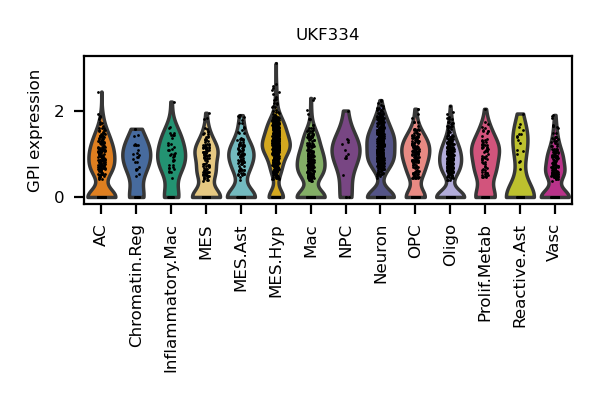 UKF334
GPI expression
2
0
AC
Chromatin.Reg
Inflammatory.Mac
MES
MES.Ast
MES.Hyp
Mac
NPC
Neuron
OPC
Oligo
Prolif.Metab
Reactive.Ast
Vasc